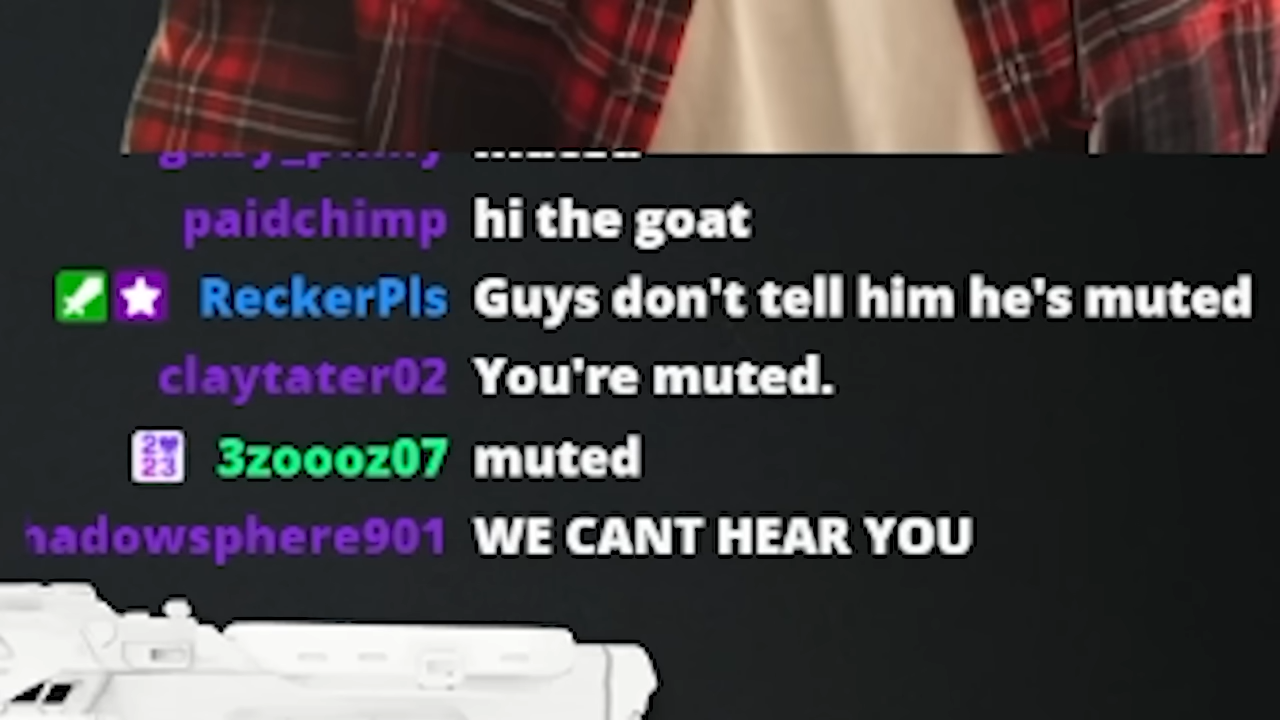 paidchimp hi the goat
ReckerPls Guys don't tell him he's muted
claytater02 You're muted.
3zoooz07 muted
hadowsphere901 WE CANT HEAR YOU